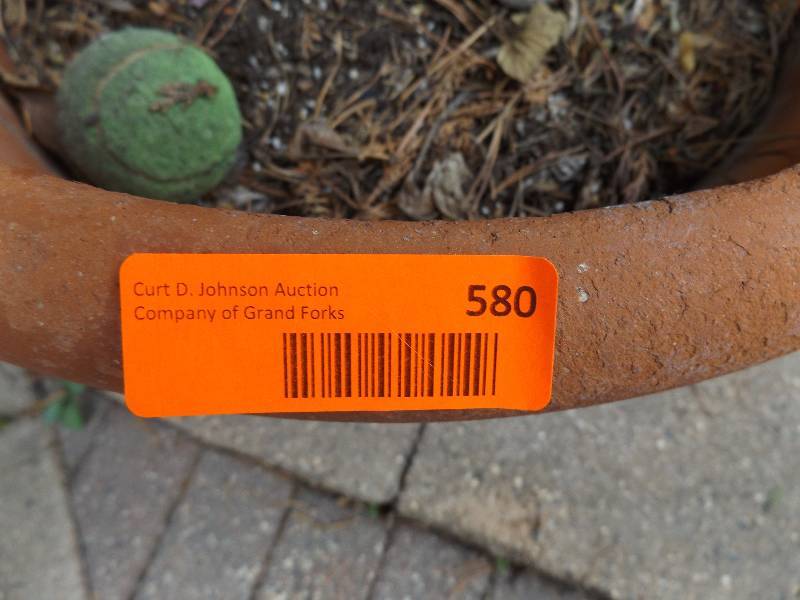 Curt D. Johnson Auction
Company of Grand Forks
580